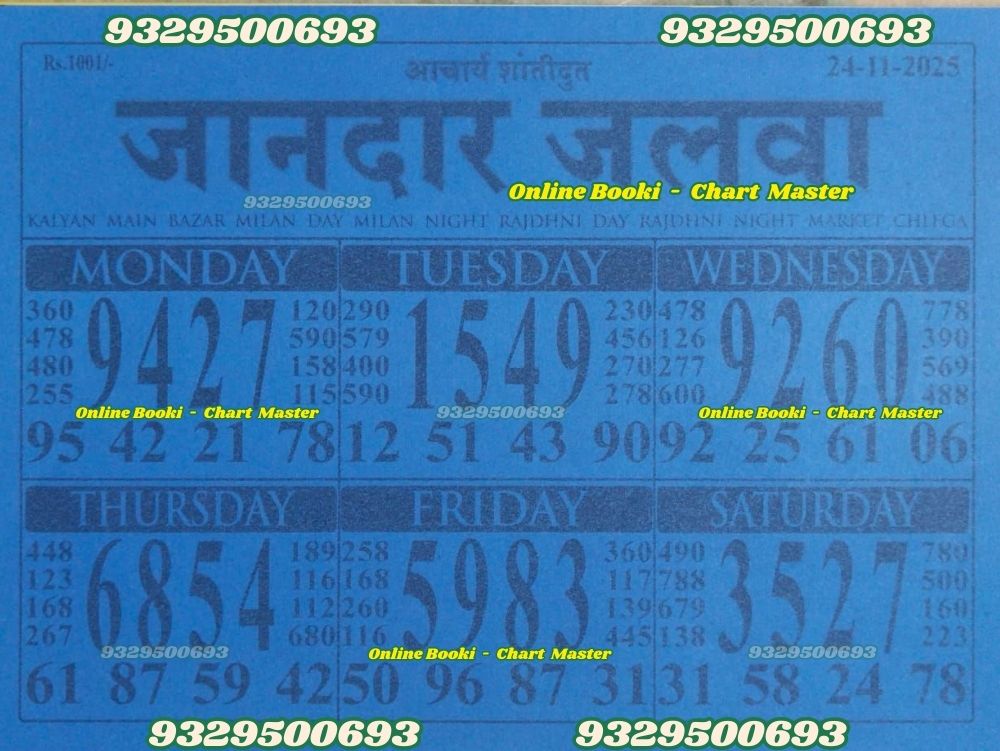 9329500693 9329500693
Rs.1001/- आचार्य शांतीदुत 24-11-2025
जानदार जलवा
9329500693 Online Booki - Chart Master
KALYAN MAIN BAZAR MILAN DAY MILAN NIGHT RAJDHNI DAY RAJDHNI NIGHT MARKET CHLEGA
MONDAY TUESDAY WEDNESDAY
9427 1549 9260
360 120 290 230 478 778
478 590 579 456 126 390
480 158 400 270 277 569
255 115 590 278 600 488
Online Booki - Chart Master 9329500693 Online Booki - Chart Master
95 42 21 78 12 51 43 90 92 25 61 06
THURSDAY FRIDAY SATURDAY
6854 5983 3527
448 189 258 360 490 780
123 116 168 117 788 500
168 112 260 139 679 160
267 680 116 445 138 223
9329500693 Online Booki - Chart Master 9329500693
61 87 59 42 50 96 87 31 31 58 24 78
9329500693 9329500693